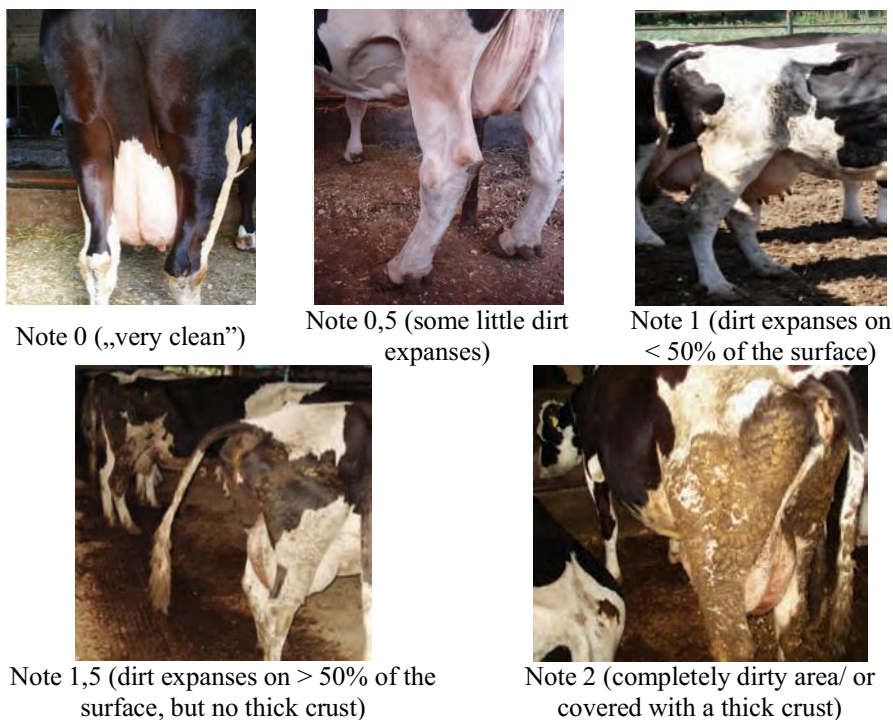 Note 0 („very clean”)
Note 0,5 (some little dirt
expanses)
Note 1 (dirt expanses on
< 50% of the surface)
Note 1,5 (dirt expanses on > 50% of the
surface, but no thick crust)
Note 2 (completely dirty area/ or
covered with a thick crust)